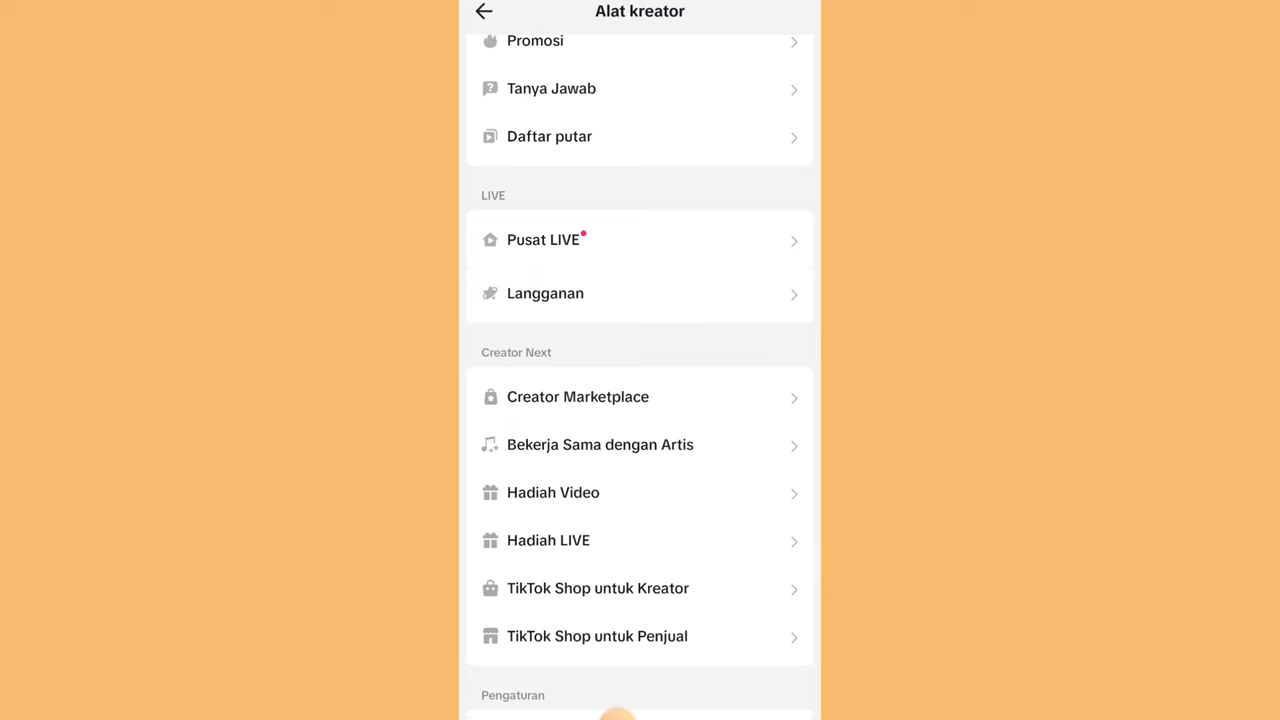 Alat kreator
Promosi
Tanya Jawab
Daftar putar
LIVE
Pusat LIVE
Langganan
Creator Next
Creator Marketplace
Bekerja Sama dengan Artis
Hadiah Video
Hadiah LIVE
TikTok Shop untuk Kreator
TikTok Shop untuk Penjual
Pengaturan